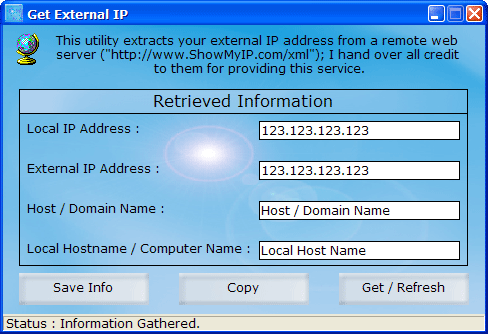 Get External IP
This utility extracts your external IP address from a remote web
server ("http://www.ShowMyIP.com/xml"); I hand over all credit
to them for providing this service.
Retrieved Information
Local IP Address : 123.123.123.123
External IP Address : 123.123.123.123
Host / Domain Name : Host / Domain Name
Local Hostname / Computer Name : Local Host Name
Save Info Copy Get / Refresh
Status : Information Gathered.